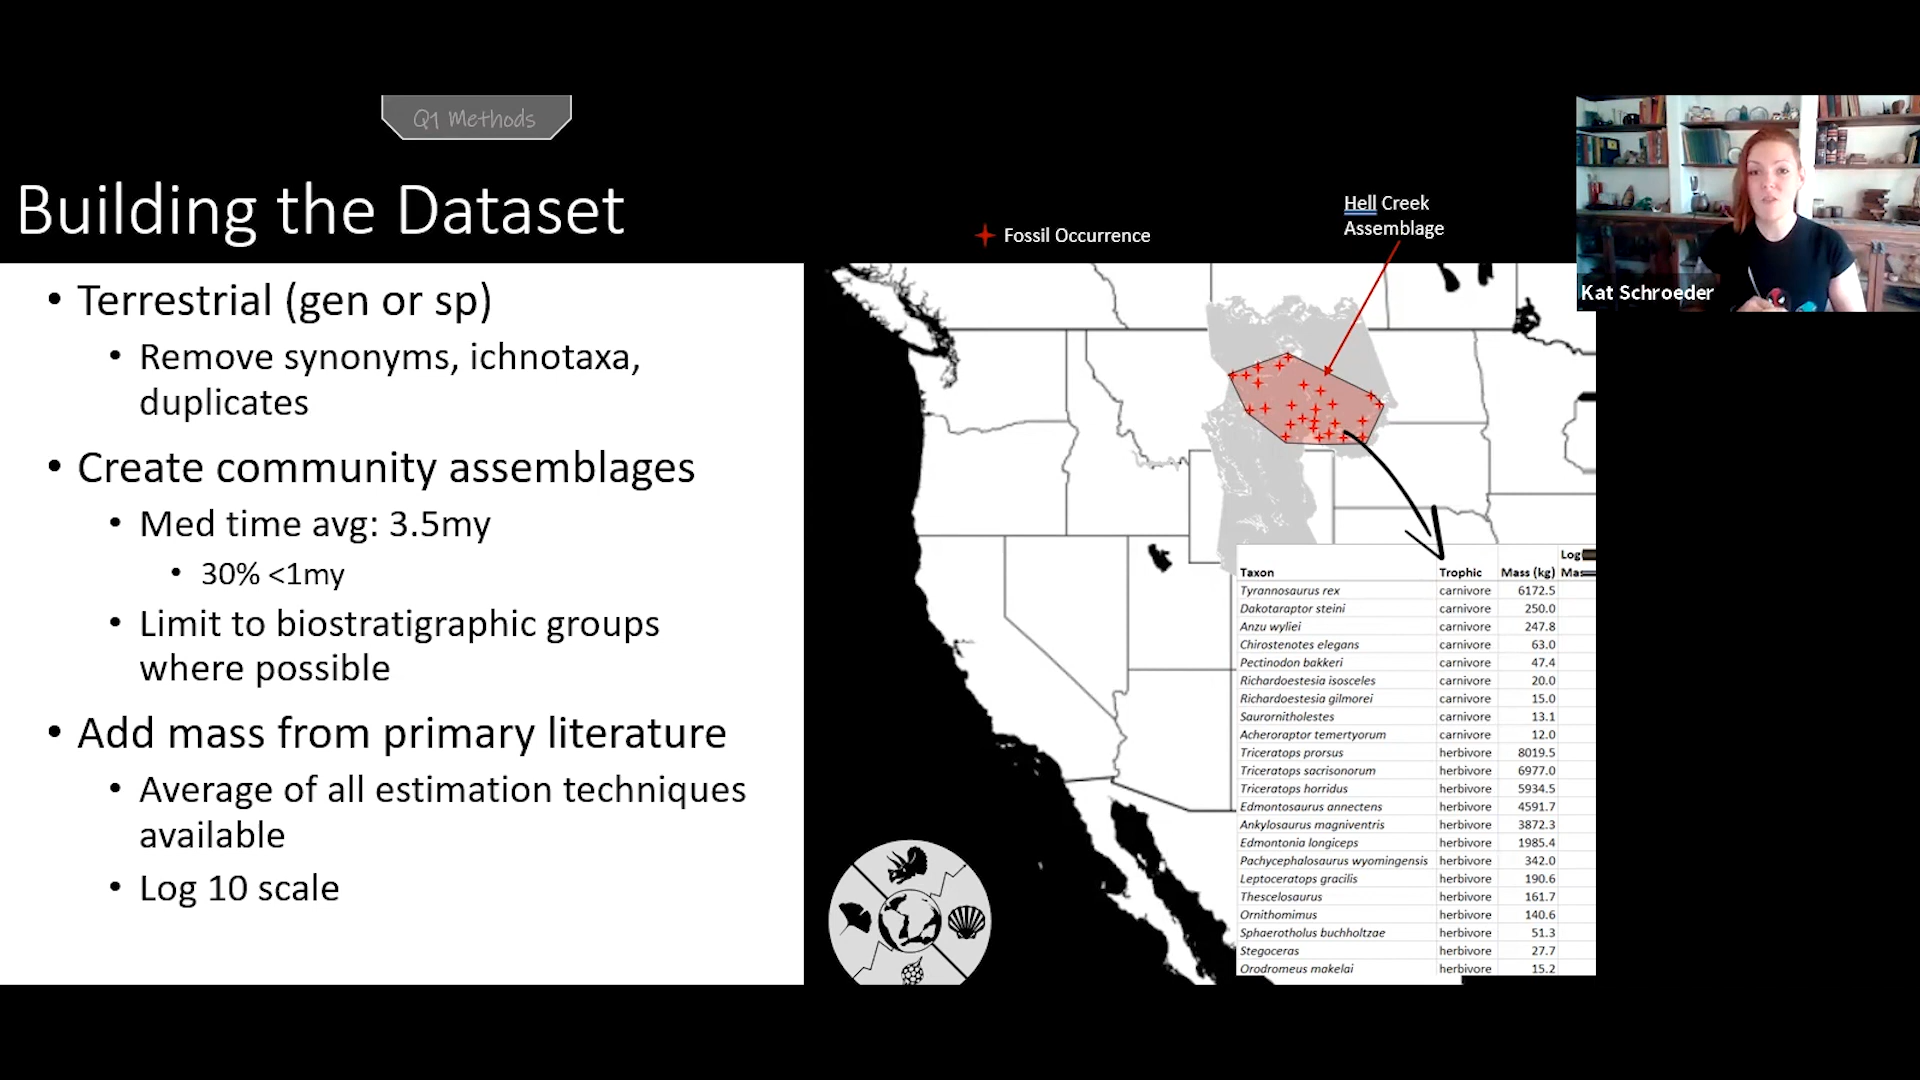 Q1 Methods
Building the Dataset
• Terrestrial (gen or sp)
• Remove synonyms, ichnotaxa,
duplicates
• Create community assemblages
• Med time avg: 3.5my
• 30% <1my
• Limit to biostratigraphic groups
where possible
• Add mass from primary literature
• Average of all estimation techniques
available
• Log 10 scale
Fossil Occurrence
Hell Creek
Assemblage
Kat Schroeder
Log
Taxon Trophic Mass (kg) Mas
Tyrannosaurus rex carnivore 6172.5
Dakotaraptor steini carnivore 250.0
Anzu wyliei carnivore 247.8
Chirostenotes elegans carnivore 63.0
Pectinodon bakkeri carnivore 47.4
Richardoestesia isosceles carnivore 20.0
Richardoestesia gilmorei carnivore 15.0
Saurornitholestes carnivore 13.1
Acheroraptor temertyorum carnivore 12.0
Triceratops prorsus herbivore 8019.5
Triceratops sacrisonorum herbivore 6977.0
Triceratops horridus herbivore 5934.5
Edmontosaurus annectens herbivore 4591.7
Ankylosaurus magniventris herbivore 3872.3
Edmontonia longiceps herbivore 1985.4
Pachycephalosaurus wyomingensis herbivore 342.0
Leptoceratops gracilis herbivore 190.6
Thescelosaurus herbivore 161.7
Ornithomimus herbivore 140.6
Sphaerotholus buchholtzae herbivore 51.3
Stegoceras herbivore 27.7
Orodromeus makelai herbivore 15.2